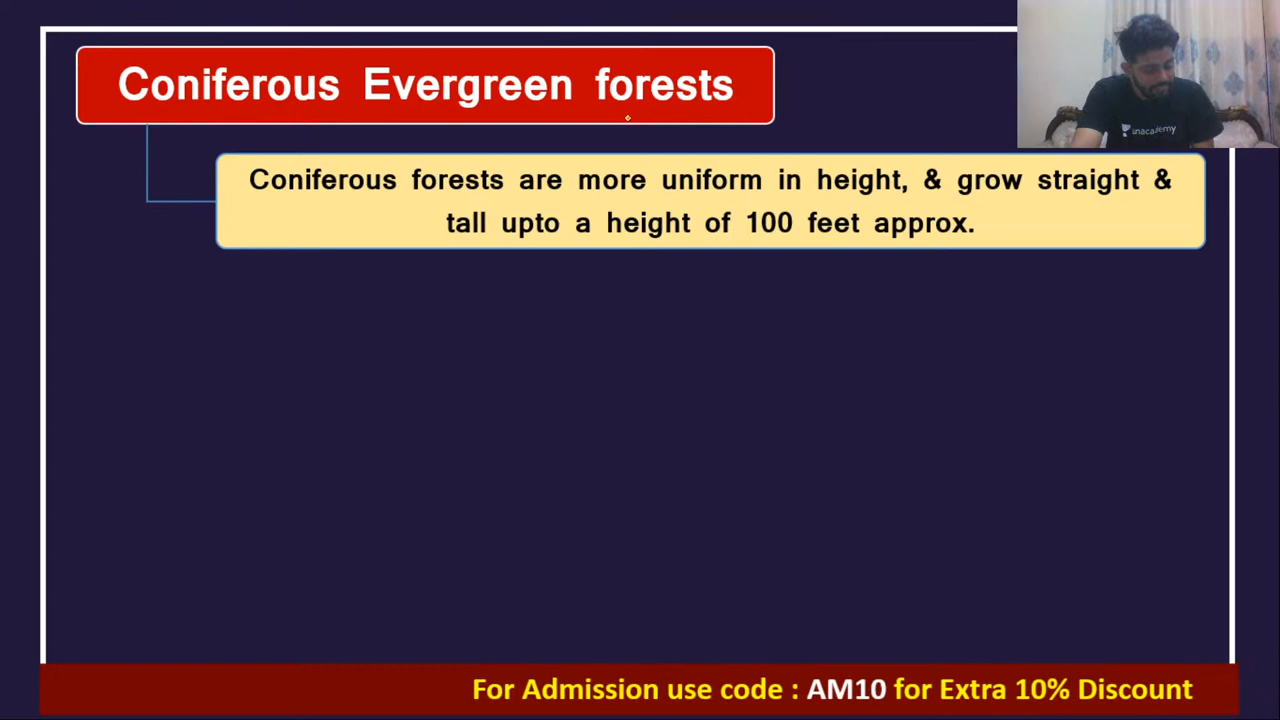 Coniferous Evergreen forests
unacademy
Coniferous forests are more uniform in height, & grow straight &
tall upto a height of 100 feet approx.
For Admission use code : AM10 for Extra 10% Discount